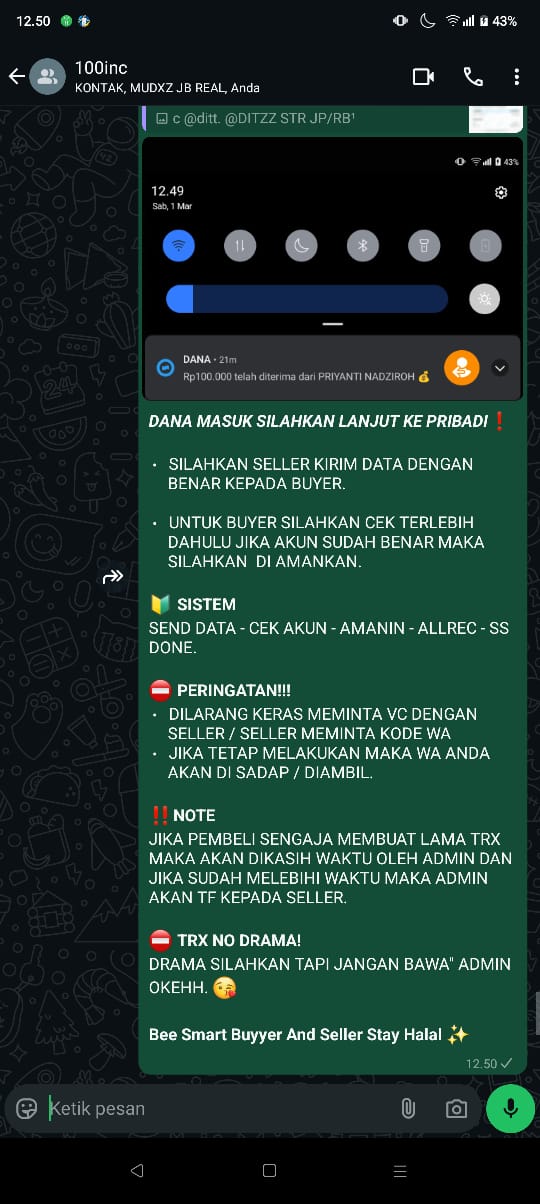 12.50 43%
100inc
KONTAK, MUDXZ JB REAL, Anda
c @ditt. @DITZZ STR JP/RB¹
43%
12.49
Sab, 1 Mar
DANA • 21m
Rp100.000 telah diterima dari PRIYANTI NADZIROH 💰
DANA MASUK SILAHKAN LANJUT KE PRIBADI❗
• SILAHKAN SELLER KIRIM DATA DENGAN
BENAR KEPADA BUYER.
• UNTUK BUYER SILAHKAN CEK TERLEBIH
DAHULU JIKA AKUN SUDAH BENAR MAKA
SILAHKAN DI AMANKAN.
🔰 SISTEM
SEND DATA - CEK AKUN - AMANIN - ALLREC - SS
DONE.
⛔ PERINGATAN!!!
• DILARANG KERAS MEMINTA VC DENGAN
SELLER / SELLER MEMINTA KODE WA
• JIKA TETAP MELAKUKAN MAKA WA ANDA
AKAN DI SADAP / DIAMBIL.
‼️NOTE
JIKA PEMBELI SENGAJA MEMBUAT LAMA TRX
MAKA AKAN DIKASIH WAKTU OLEH ADMIN DAN
JIKA SUDAH MELEBIHI WAKTU MAKA ADMIN
AKAN TF KEPADA SELLER.
⛔ TRX NO DRAMA!
DRAMA SILAHKAN TAPI JANGAN BAWA" ADMIN
OKEHH. 😘
Bee Smart Buyyer And Seller Stay Halal ✨
12.50
Ketik pesan